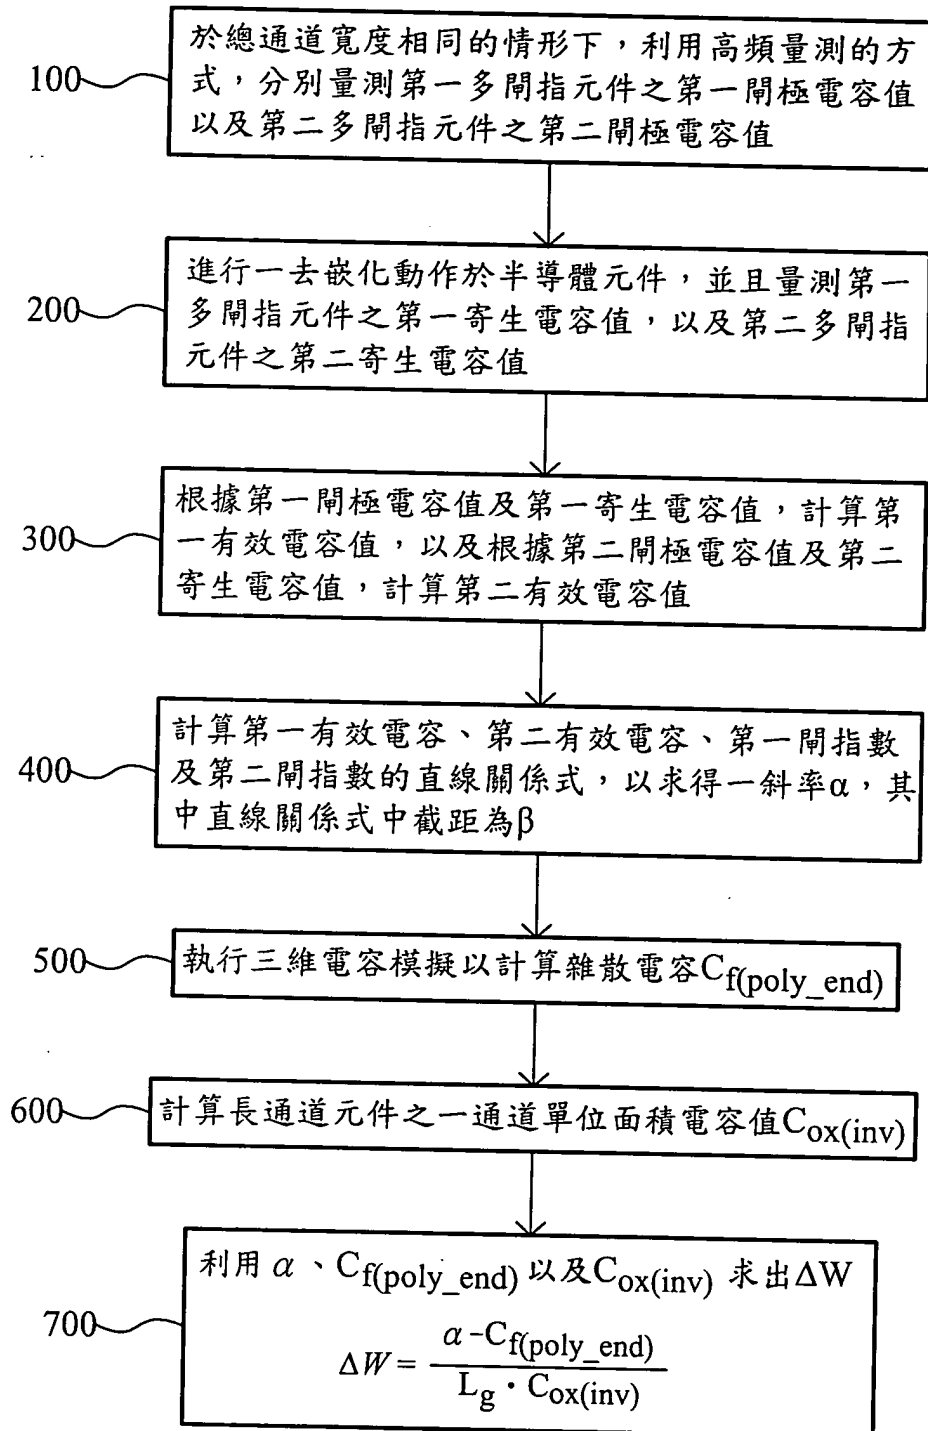 100
於總通道寬度相同的情形下，利用高頻量測的方
式，分別量測第一多閘指元件之第一閘極電容值
以及第二多閘指元件之第二閘極電容值
200
進行一去嵌化動作於半導體元件，並且量測第一
多閘指元件之第一寄生電容值，以及第二多閘指
元件之第二寄生電容值
300
根據第一閘極電容值及第一寄生電容值，計算第
一有效電容值，以及根據第二閘極電容值及第二
寄生電容值，計算第二有效電容值
400
計算第一有效電容、第二有效電容、第一閘指數
及第二閘指數的直線關係式，以求得一斜率α，其
中直線關係式中截距為β
500
執行三維電容模擬以計算雜散電容Cf(poly_end)
600
計算長通道元件之一通道單位面積電容值Cox(inv)
700
利用 α、Cf(poly_end) 以及Cox(inv) 求出ΔW
ΔW = (α - Cf(poly_end)) / (Lg · Cox(inv))